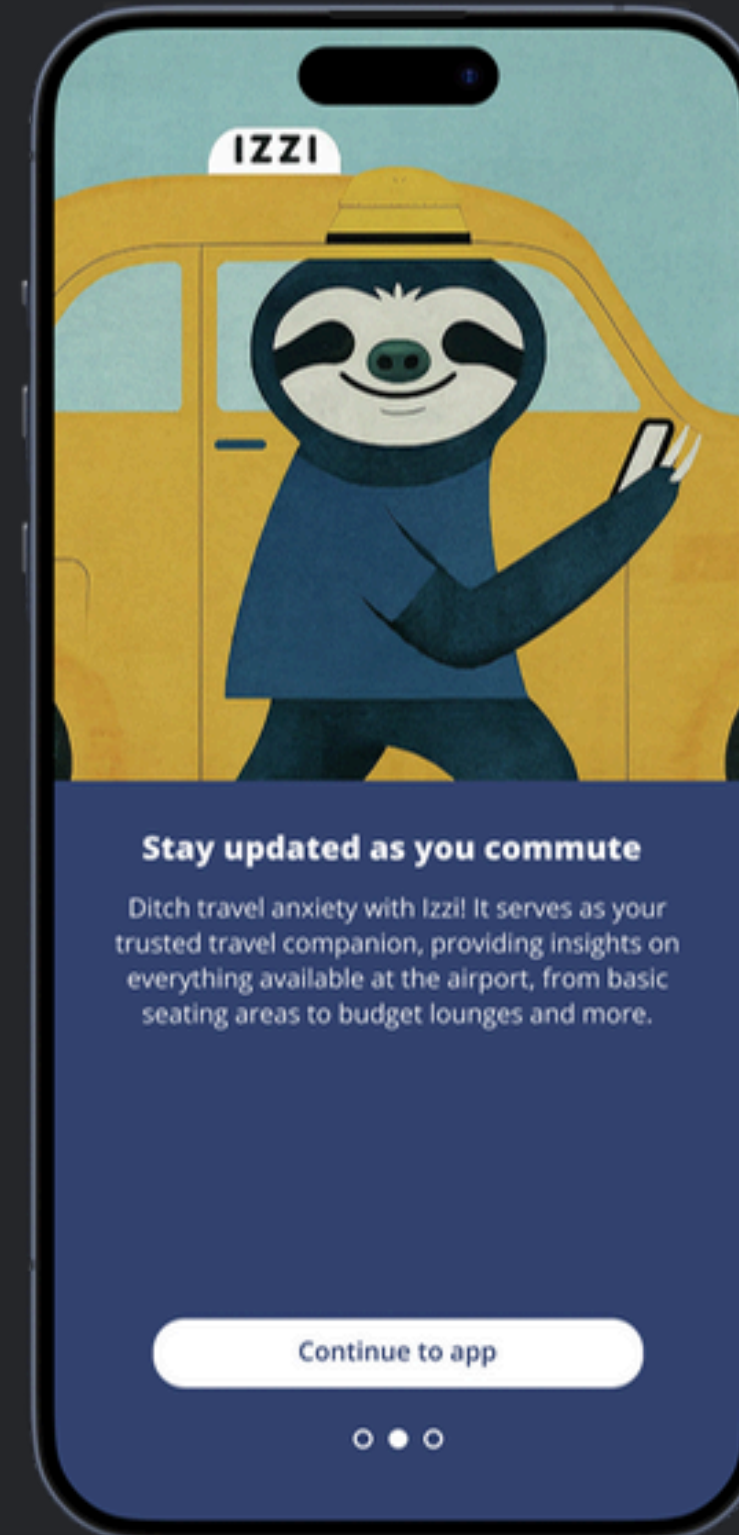 IZZI
Stay updated as you commute
Ditch travel anxiety with Izzi! It serves as your
trusted travel companion, providing insights on
everything available at the airport, from basic
seating areas to budget lounges and more.
Continue to app